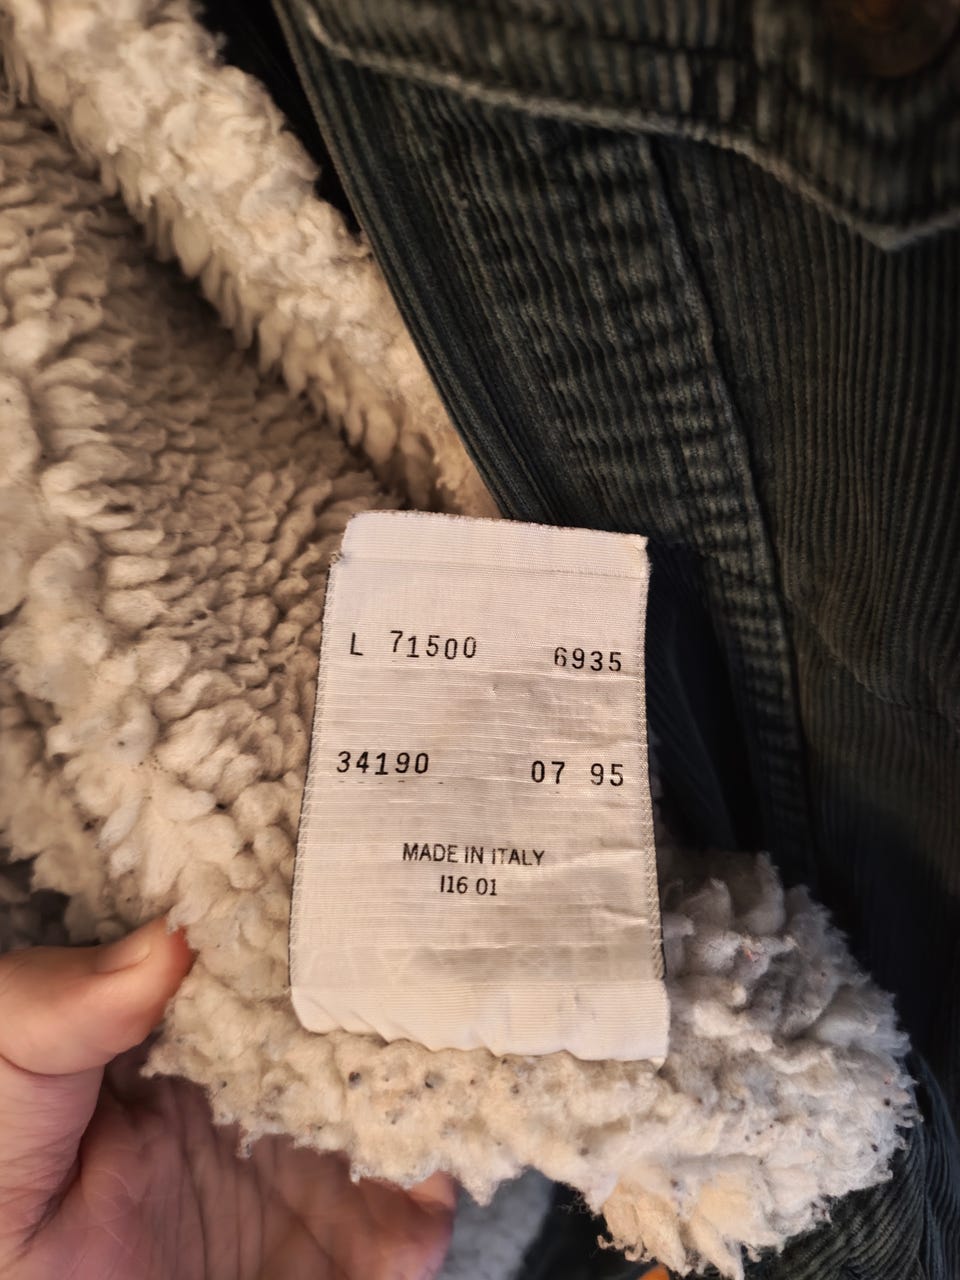 L 71500 6935
34190 07 95
MADE IN ITALY
I16 01